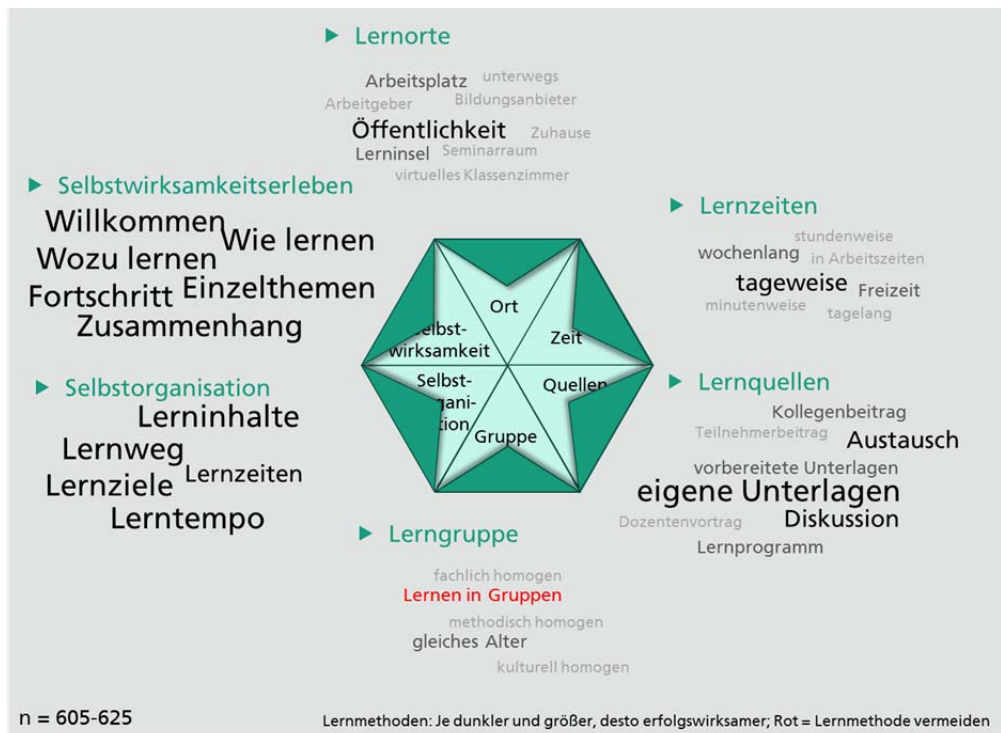 Lernorte
Arbeitsplatz unterwegs
Arbeitgeber Bildungsanbieter
Öffentlichkeit Zuhause
Lerninsel Seminarraum
virtuelles Klassenzimmer
Selbstwirksamkeitserleben
Willkommen
Wie lernen
Wozu lernen
Fortschritt Einzelthemen
Zusammenhang
Lernzeiten
stundenweise
wochenlang in Arbeitszeiten
tageweise Freizeit
minutenweise tagelang
Ort
Zeit
elbst-
wirksamkeit
Selbst-
gani-
tion
Quellen
Gruppe
Selbstorganisation
Lerninhalte
Lernweg
Lernzeiten
Lernziele
Lerntempo
Lernquellen
Kollegenbeitrag
Teilnehmerbeitrag Austausch
vorbereitete Unterlagen
eigene Unterlagen
Dozentenvortrag Diskussion
Lernprogramm
Lerngruppe
fachlich homogen
Lernen in Gruppen
methodisch homogen
gleiches Alter
kulturell homogen
n = 605-625
Lernmethoden: Je dunkler und größer, desto erfolgswirksamer; Rot = Lernmethode vermeiden